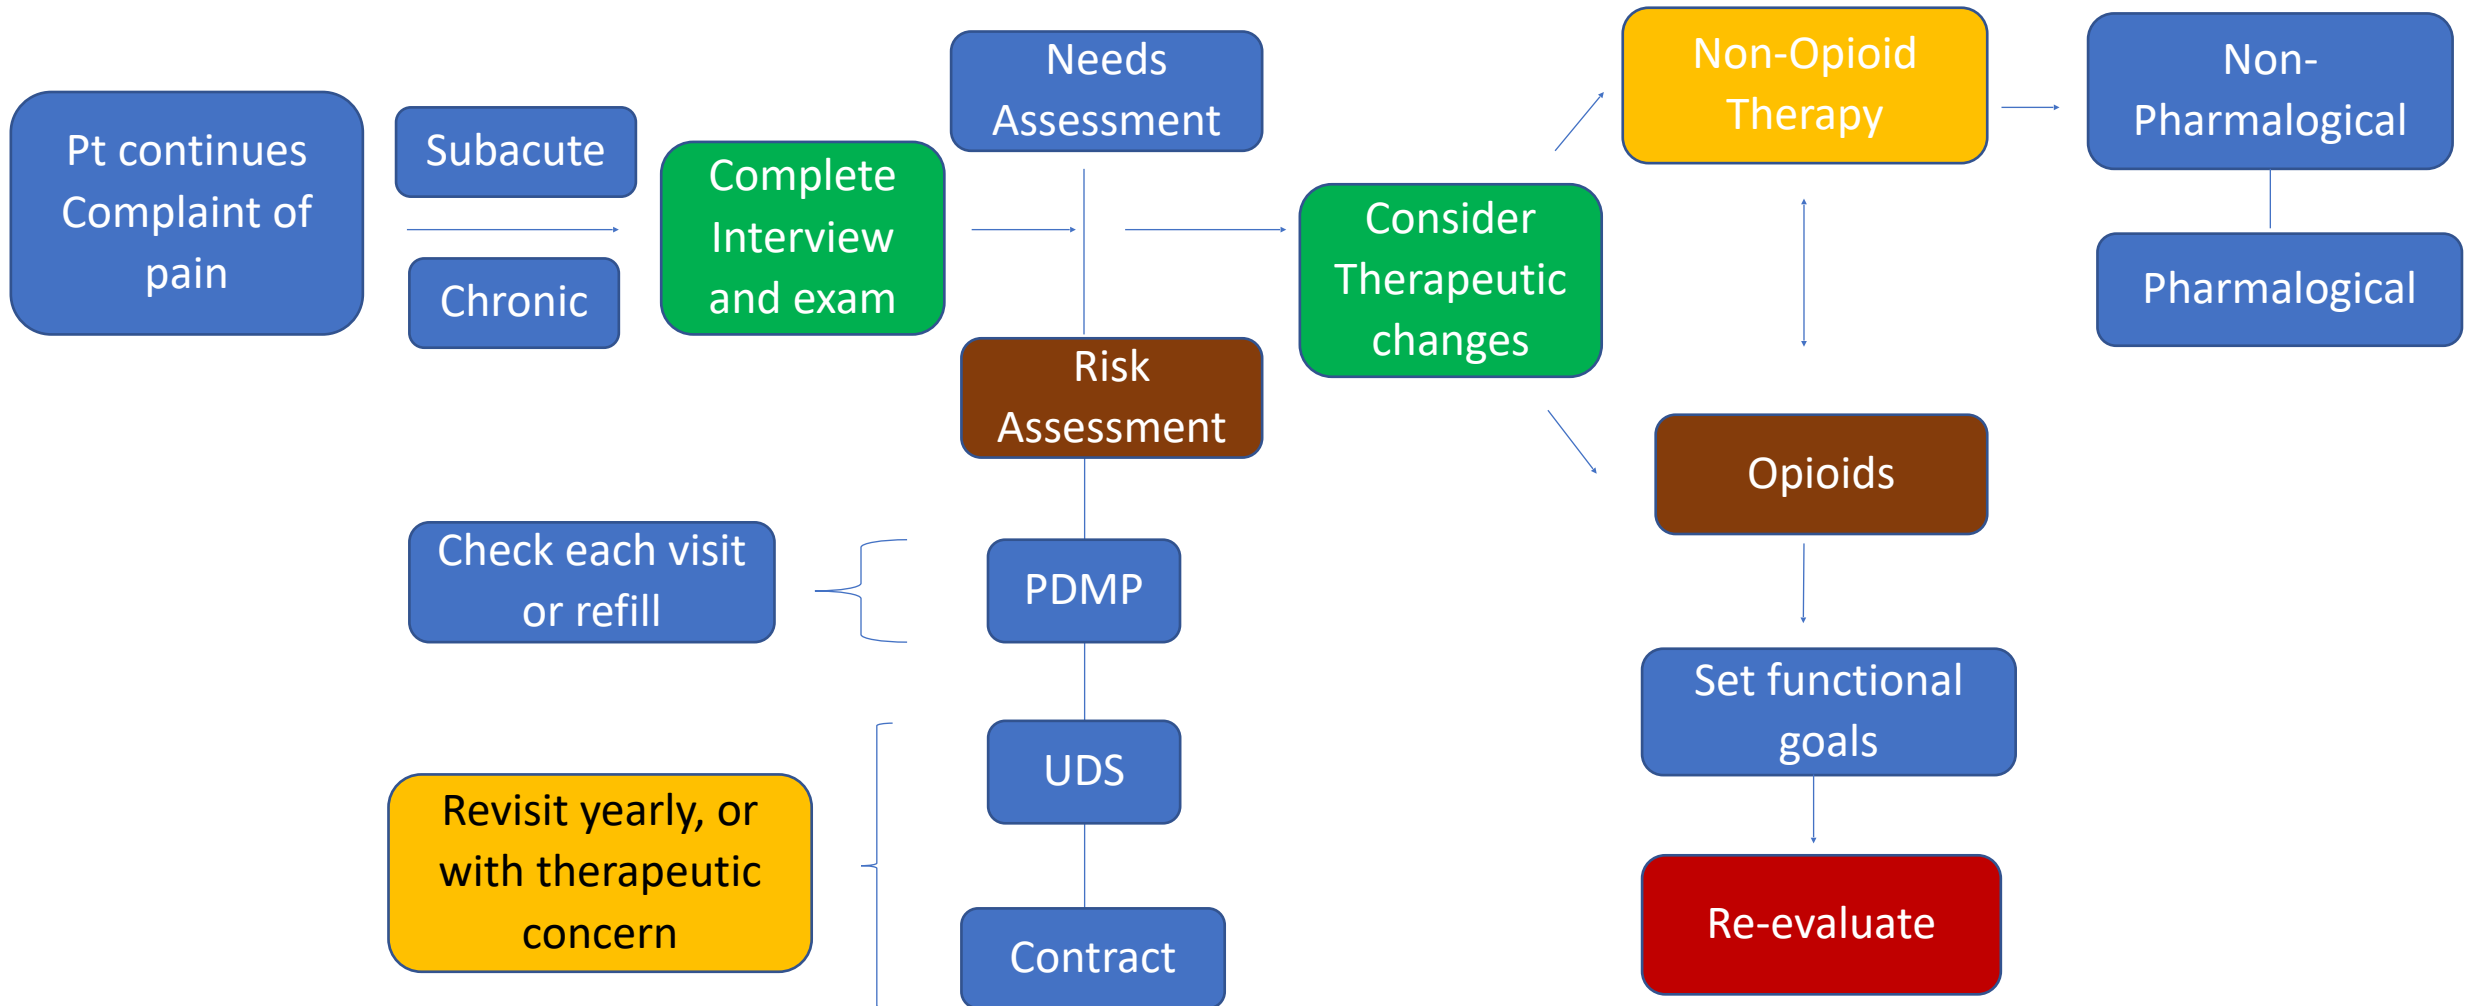 Pt continues
Complaint of
pain
Subacute
Chronic
Complete
Interview
and exam
Needs
Assessment
Risk
Assessment
Check each visit
or refill
PDMP
UDS
Revisit yearly, or
with therapeutic
concern
Contract
Consider
Therapeutic
changes
Non-Opioid
Therapy
Non-
Pharmalogical
Pharmalogical
Opioids
Set functional
goals
Re-evaluate